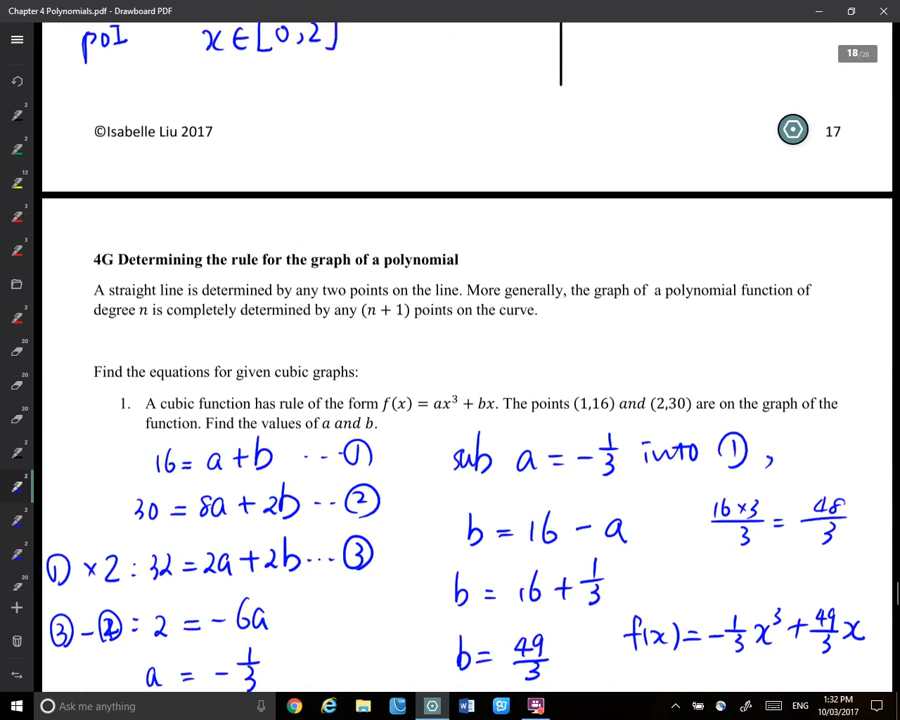 Chapter 4 Polynomials.pdf - Drawboard PDF
poI x∈[0,2]
18/28
©Isabelle Liu 2017
17
4G Determining the rule for the graph of a polynomial
A straight line is determined by any two points on the line. More generally, the graph of a polynomial function of
degree n is completely determined by any (n + 1) points on the curve.
Find the equations for given cubic graphs:
1. A cubic function has rule of the form f(x) = ax³ + bx. The points (1,16) and (2,30) are on the graph of the
function. Find the values of a and b.
16 = a + b ... ①
30 = 8a + 2b ... ②
① × 2 : 32 = 2a + 2b ... ③
③ - ② : 2 = -6a
a = -1/3
sub a = -1/3 into ①,
b = 16 - a
16×3/3 = 48/3
b = 16 + 1/3
b = 49/3
f(x) = -1/3 x³ + 49/3 x
Ask me anything
ENG
1:32 PM
10/03/2017